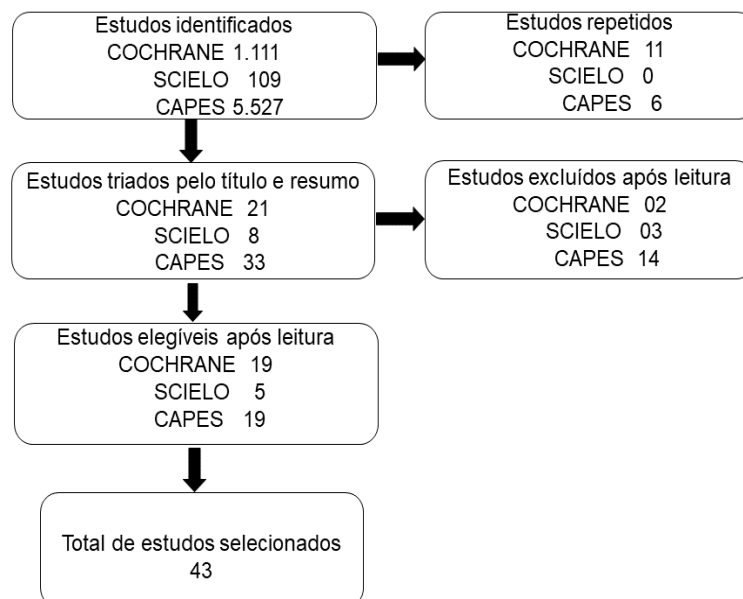 Estudos identificados
COCHRANE 1.111
SCIELO 109
CAPES 5.527
Estudos repetidos
COCHRANE 11
SCIELO 0
CAPES 6
Estudos triados pelo título e resumo
COCHRANE 21
SCIELO 8
CAPES 33
Estudos excluídos após leitura
COCHRANE 02
SCIELO 03
CAPES 14
Estudos elegíveis após leitura
COCHRANE 19
SCIELO 5
CAPES 19
Total de estudos selecionados
43